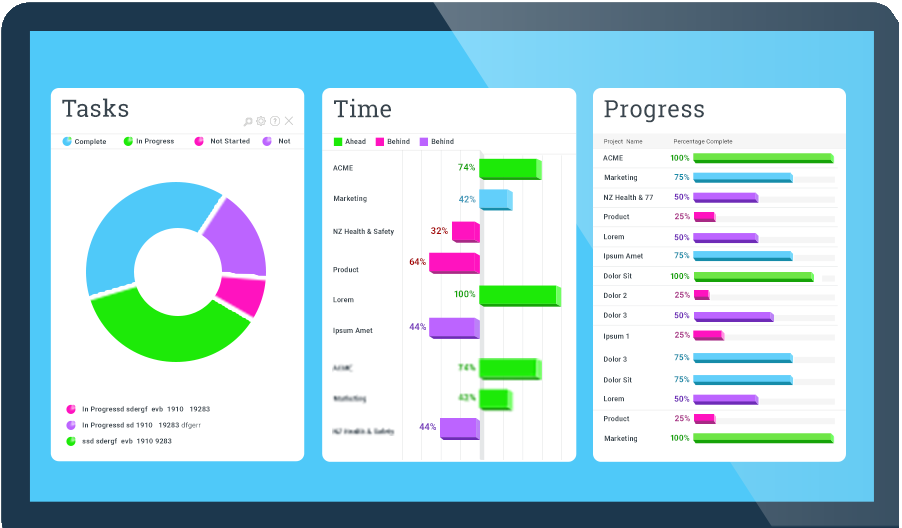 Tasks
Complete
In Progress
Not Started
Not
In Progressd sdergf evb 1910 19283
In Progressd sd 1910 19283 dfgerr
ssd sdergf evb 1910 9283
Time
Ahead
Behind
Behind
ACME 74%
Marketing 42%
NZ Health & Safety 32%
Product 64%
Lorem 100%
Ipsum Amet 44%
ACME 74%
Marketing
NZ Health & Safety 44%
Progress
Project Name Percentage Complete
ACME 100%
Marketing 75%
NZ Health & 77 50%
Product 25%
Lorem 50%
Ipsum Amet 75%
Dolor Sit 100%
Dolor 2 25%
Dolor 3 50%
Ipsum 1 25%
Dolor 3 75%
Dolor Sit 75%
Lorem 50%
Product 25%
Marketing 100%